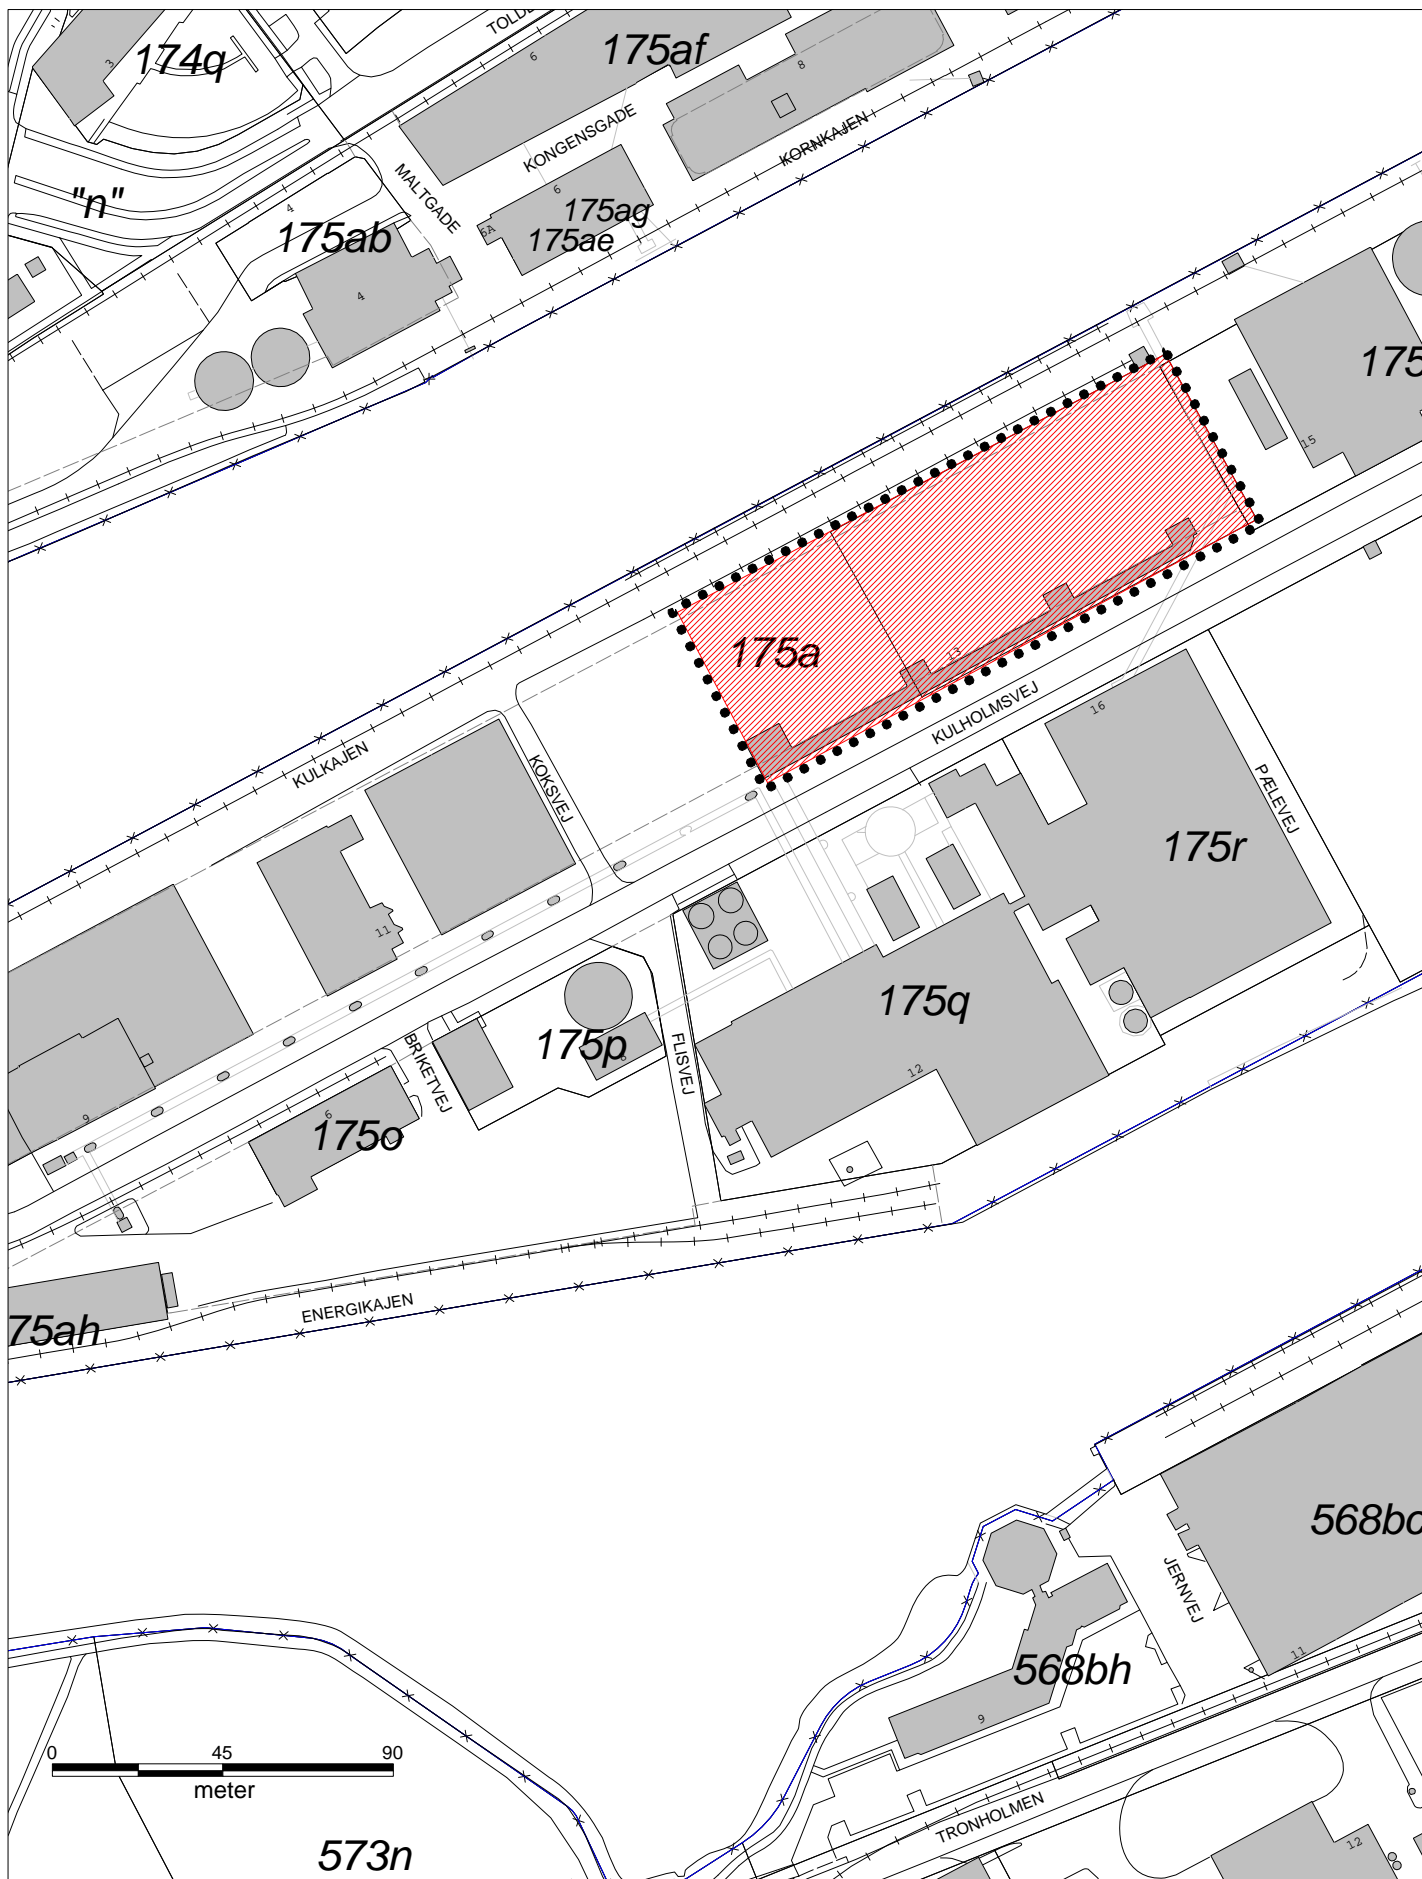 TOLD
6
175af
3
174q
8
KONGENSGADE
KORNKAJEN
MALTGADE
"n"
6
4
175ag
5A
175ab
175ae
4
175
15
175a
13
KULHOLMSVEJ
16
KULKAJEN
KOKSVEJ
PÆLEVEJ
175r
11
175q
175p
8
FLISVEJ
BRIKETVEJ
12
9
6
175o
ENERGIKAJEN
75ah
568bc
JERNVEJ
11
568bh
9
0 45 90
meter
TRONHOLMEN
12
573n